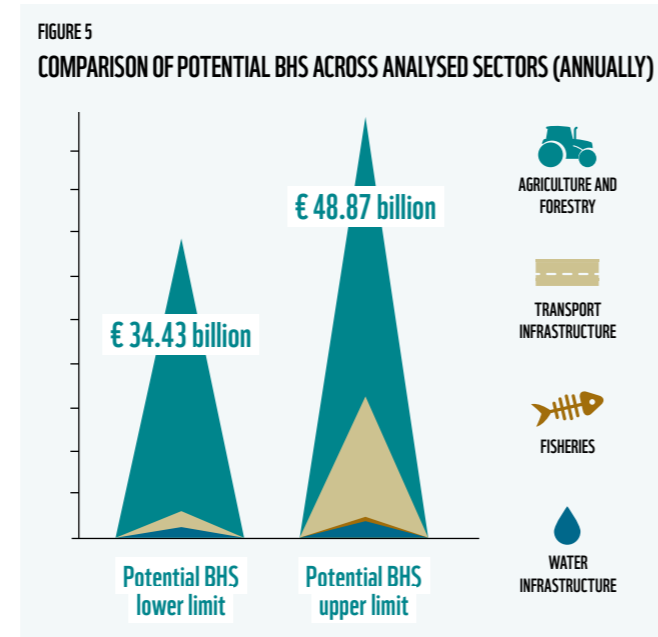 FIGURE 5
COMPARISON OF POTENTIAL BHS ACROSS ANALYSED SECTORS (ANNUALLY)
€ 34.43 billion
€ 48.87 billion
Potential BHS
lower limit
Potential BHS
upper limit
AGRICULTURE AND
FORESTRY
TRANSPORT
INFRASTRUCTURE
FISHERIES
WATER
INFRASTRUCTURE